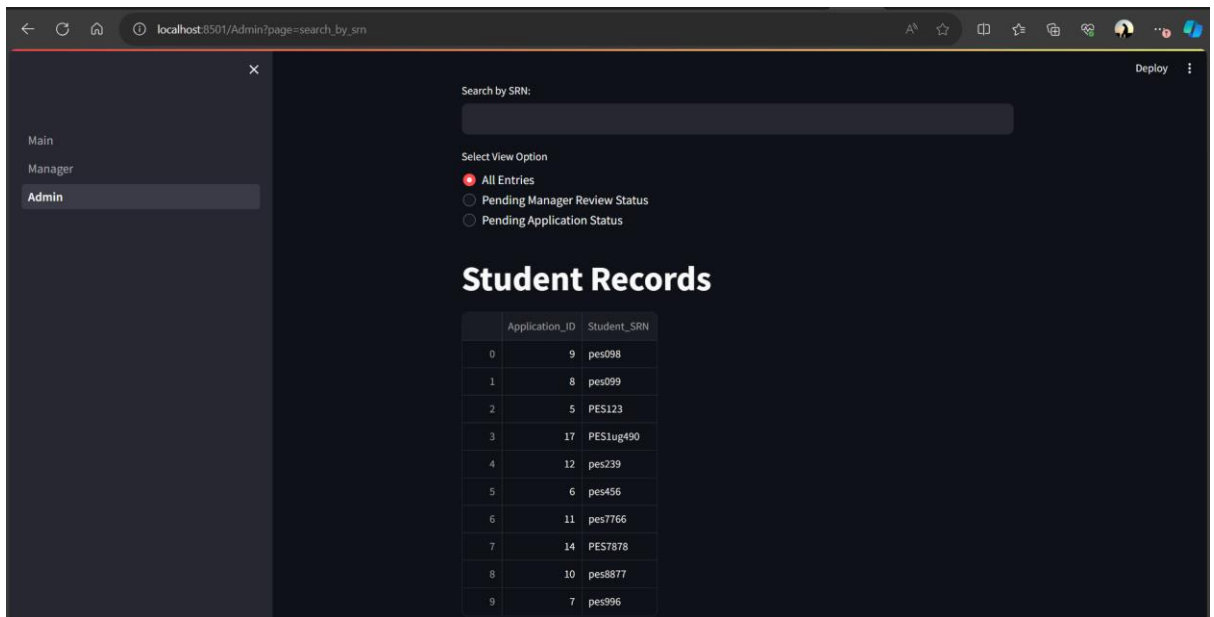 localhost:8501/Admin?page=search_by_srn
Deploy
Main
Manager
Admin
Search by SRN:
Select View Option
All Entries
Pending Manager Review Status
Pending Application Status
Student Records
Application_ID Student_SRN
0 9 pes098
1 8 pes099
2 5 PES123
3 17 PES1ug490
4 12 pes239
5 6 pes456
6 11 pes7766
7 14 PES7878
8 10 pes8877
9 7 pes996